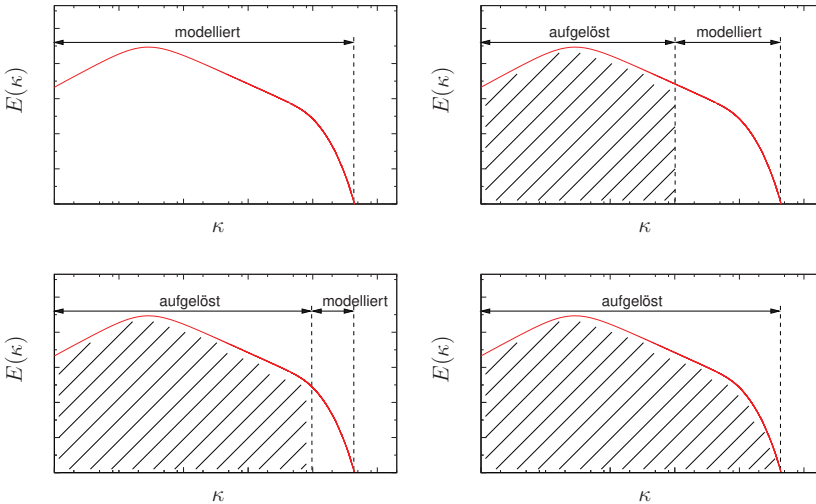 modelliert
E(κ)
κ
aufgelöst modelliert
E(κ)
κ
aufgelöst modelliert
E(κ)
κ
aufgelöst
E(κ)
κ